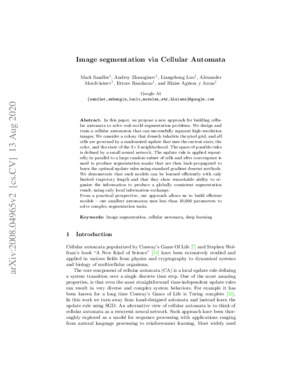 Image segmentation via Cellular Automata
Mark Sandler, Andrey Zhmoginov, Liangcheng Luo, Alexander
Mordvintsev, Ettore Randazzo, and Blaise Agúera y Arcas
Google AI
{sandler,azhmogin,luolc,moralex,etr,blaisea}@google.com
Abstract. In this paper, we propose a new approach for building cellular
automata to solve real-world segmentation problems. We design and
train a cellular automaton that can successfully segment high-resolution
images. We consider a colony that densely inhabits the pixel grid, and all
cells are governed by a randomized update that uses the current state, the
color, and the state of the 3×3 neighborhood. The space of possible rules
is defined by a small neural network. The update rule is applied repeatedly
in parallel to a large random subset of cells and after convergence is
used to produce segmentation masks that are then back-propagated to
learn the optimal update rules using standard gradient descent methods.
We demonstrate that such models can be learned efficiently with only
limited trajectory length and that they show remarkable ability to organize
the information to produce a globally consistent segmentation
result, using only local information exchange.
From a practical perspective, our approach allows us to build efficient
models – our smallest automaton uses less than 10,000 parameters to
solve complex segmentation tasks.
Keywords: Image segmentation, cellular automata, deep learning
1 Introduction
Cellular automata popularized by Conway's Game Of Life [] and Stephen Wolfram's
book "A New Kind of Science" [] have been extensively studied and
applied in various fields from physics and cryptography to dynamical systems
and biology of multicellular organisms.
The core component of cellular automata (CA) is a local update rule defining
a system transition over a single discrete time step. One of the most amazing
properties, is that even the most straightforward time-independent update rules
can result in very diverse and complex system behaviors. For example it has
been known for a long time Conway's Game of Life is Turing complete [].
In this work we turn away from hand-designed automata and instead learn the
update rule using SGD. An alternative view of cellular automata is to think of
cellular automata as a recurrent neural network. Such approach have been thoroughly
explored as a model for response processing with applications ranging
from natural language processing to reinforcement learning. Most widely used
arXiv:2008.04965v2 [cs.CV] 13 Aug 2020